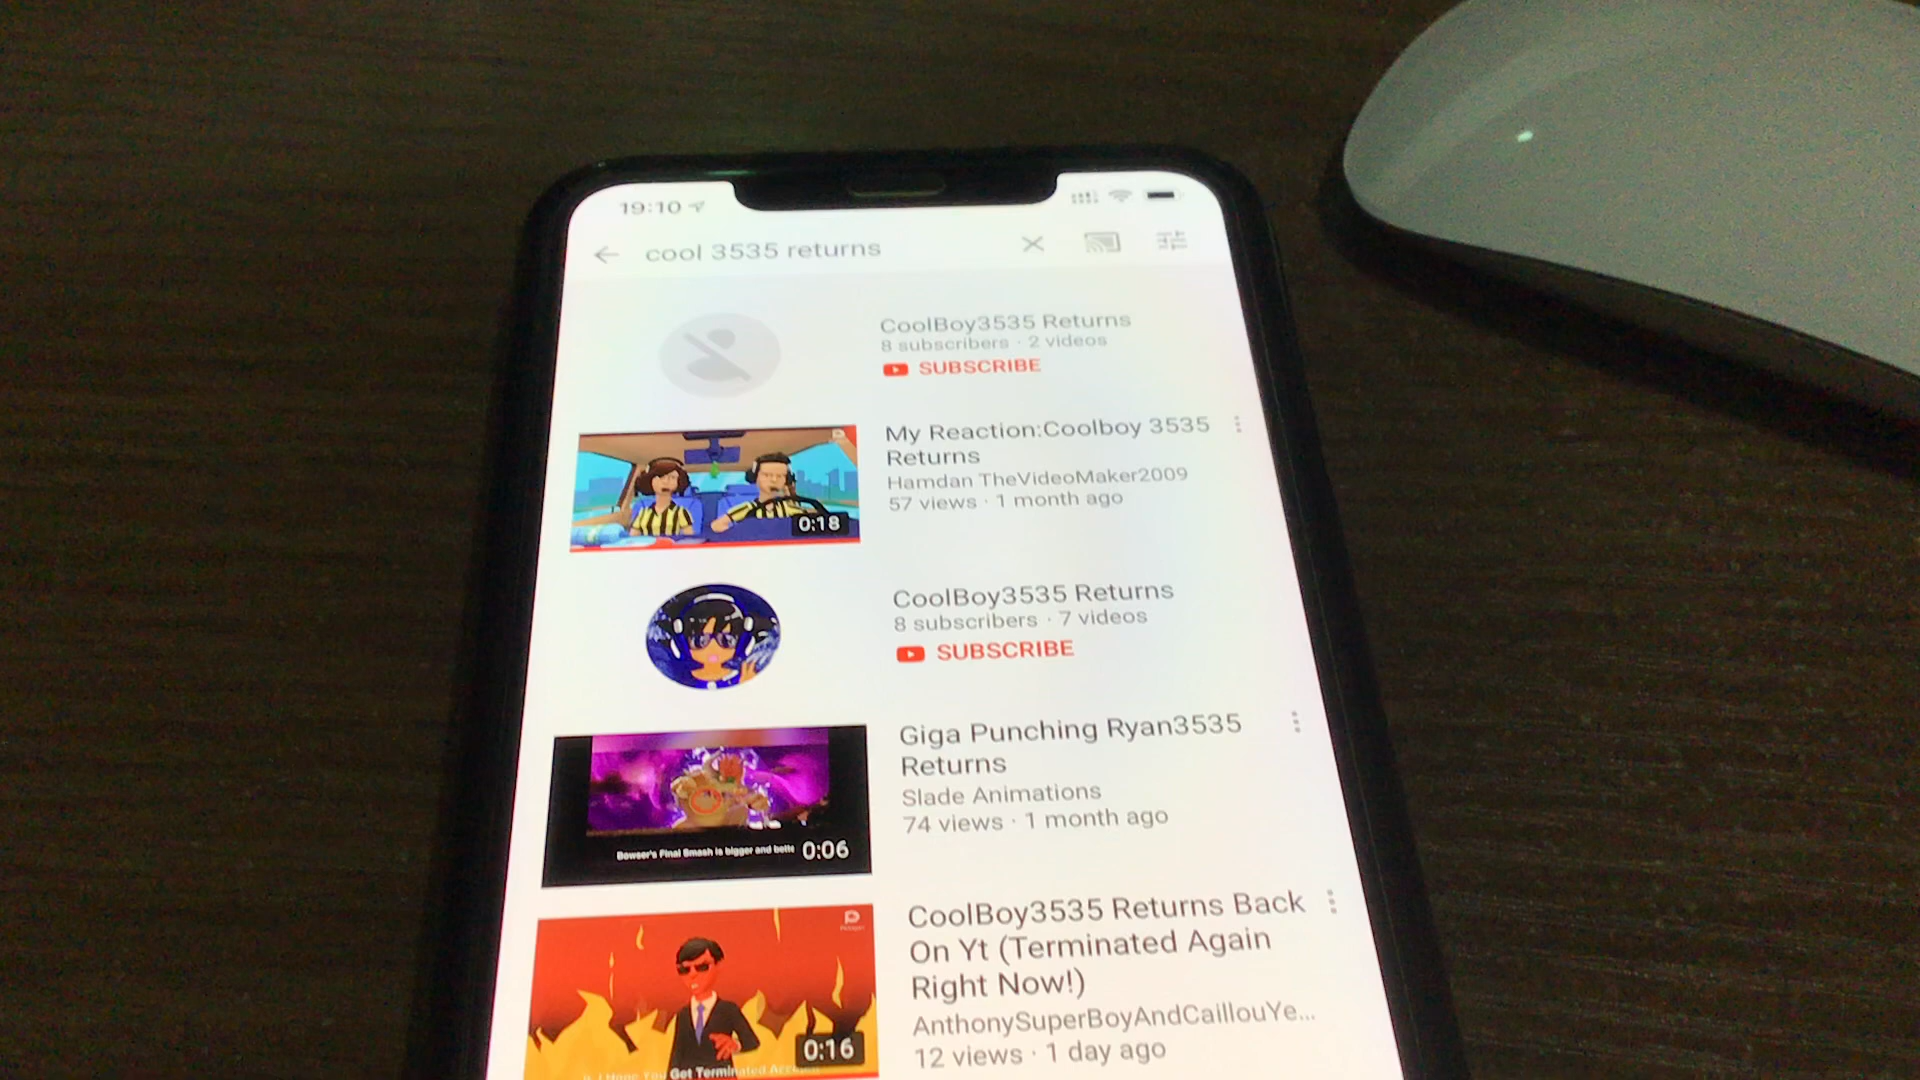 19:10
cool 3535 returns
CoolBoy3535 Returns
8 subscribers · 2 videos
SUBSCRIBE
My Reaction:Coolboy 3535
Returns
Hamdan TheVideoMaker2009
57 views · 1 month ago
0:18
CoolBoy3535 Returns
8 subscribers · 7 videos
SUBSCRIBE
Giga Punching Ryan3535
Returns
Slade Animations
74 views · 1 month ago
Bowser's Final Smash is bigger and bette
0:06
CoolBoy3535 Returns Back
On Yt (Terminated Again
Right Now!)
AnthonySuperBoyAndCaillouYe...
12 views · 1 day ago
0:16
I Hope You Get Terminated